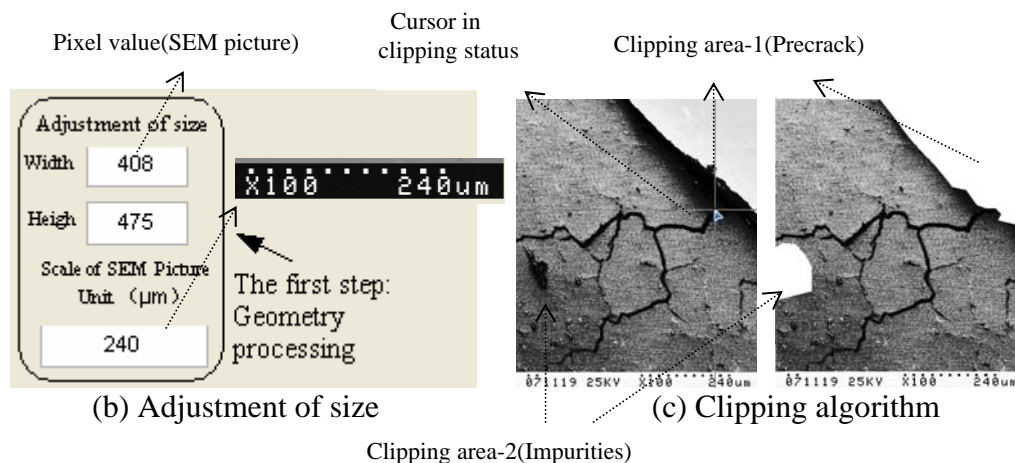 Pixel value(SEM picture)
Cursor in
clipping status
Clipping area-1(Precrack)
Adjustment of size
Width 408
Heigh 475
Scale of SEM Picture
Unit (μm)
240
X100 240um
The first step:
Geometry
processing
071119 25KV X100 240um
071119 25KV X100 240um
(b) Adjustment of size
(c) Clipping algorithm
Clipping area-2(Impurities)